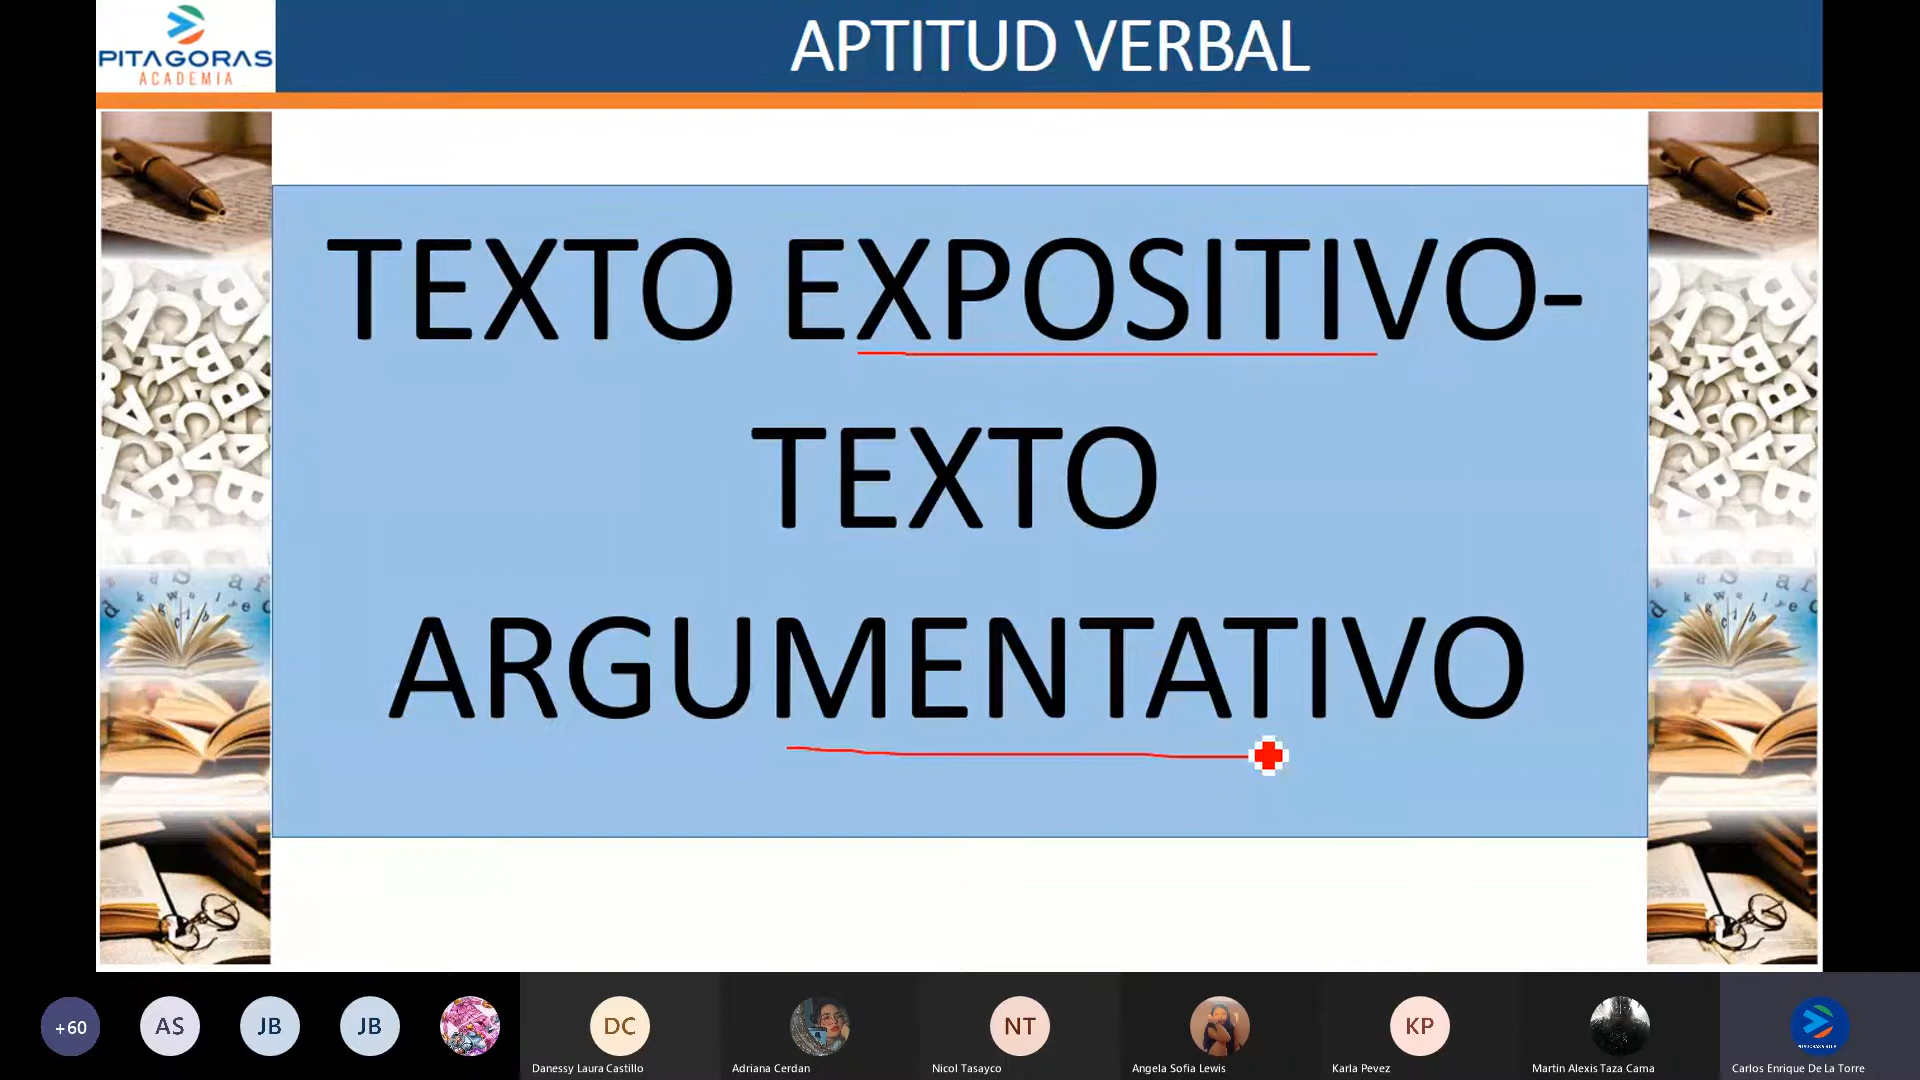 PITAGORAS
ACADEMIA
APTITUD VERBAL
TEXTO EXPOSITIVO-
TEXTO
ARGUMENTATIVO
+60
AS
JB
JB
DC
NT
KP
Danessy Laura Castillo
Adriana Cerdan
Nicol Tasayco
Angela Sofia Lewis
Karla Pevez
Martin Alexis Taza Cama
Carlos Enrique De La Torre